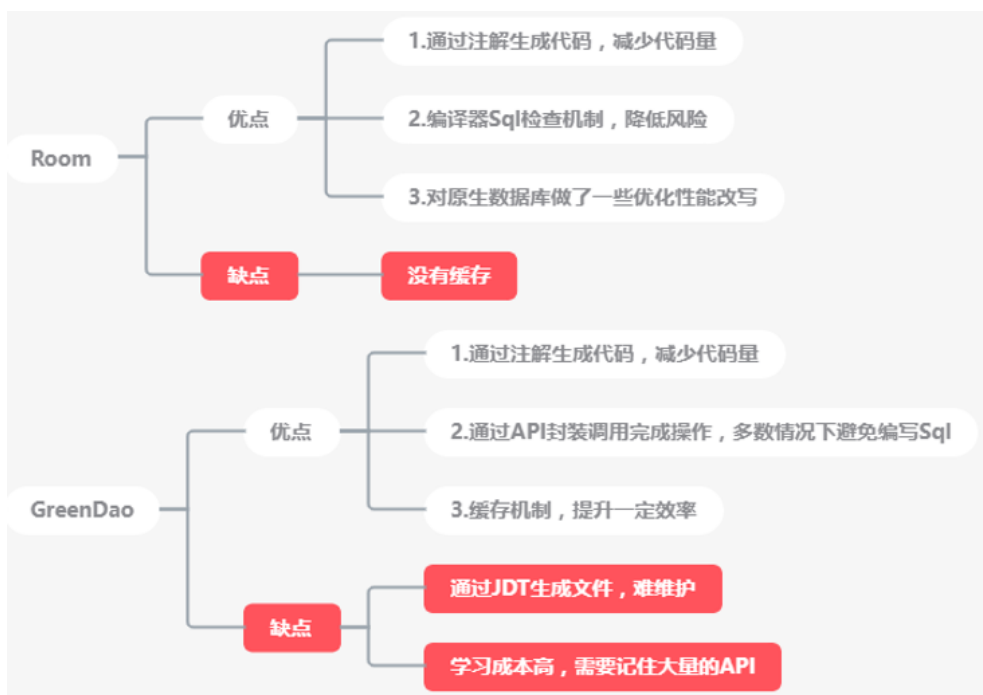 Room
优点
1.通过注解生成代码，减少代码量
2.编译器Sql检查机制，降低风险
3.对原生数据库做了一些优化性能改写
缺点
没有缓存
GreenDao
优点
1.通过注解生成代码，减少代码量
2.通过API封装调用完成操作，多数情况下避免编写Sql
3.缓存机制，提升一定效率
缺点
通过JDT生成文件，难维护
学习成本高，需要记住大量的API